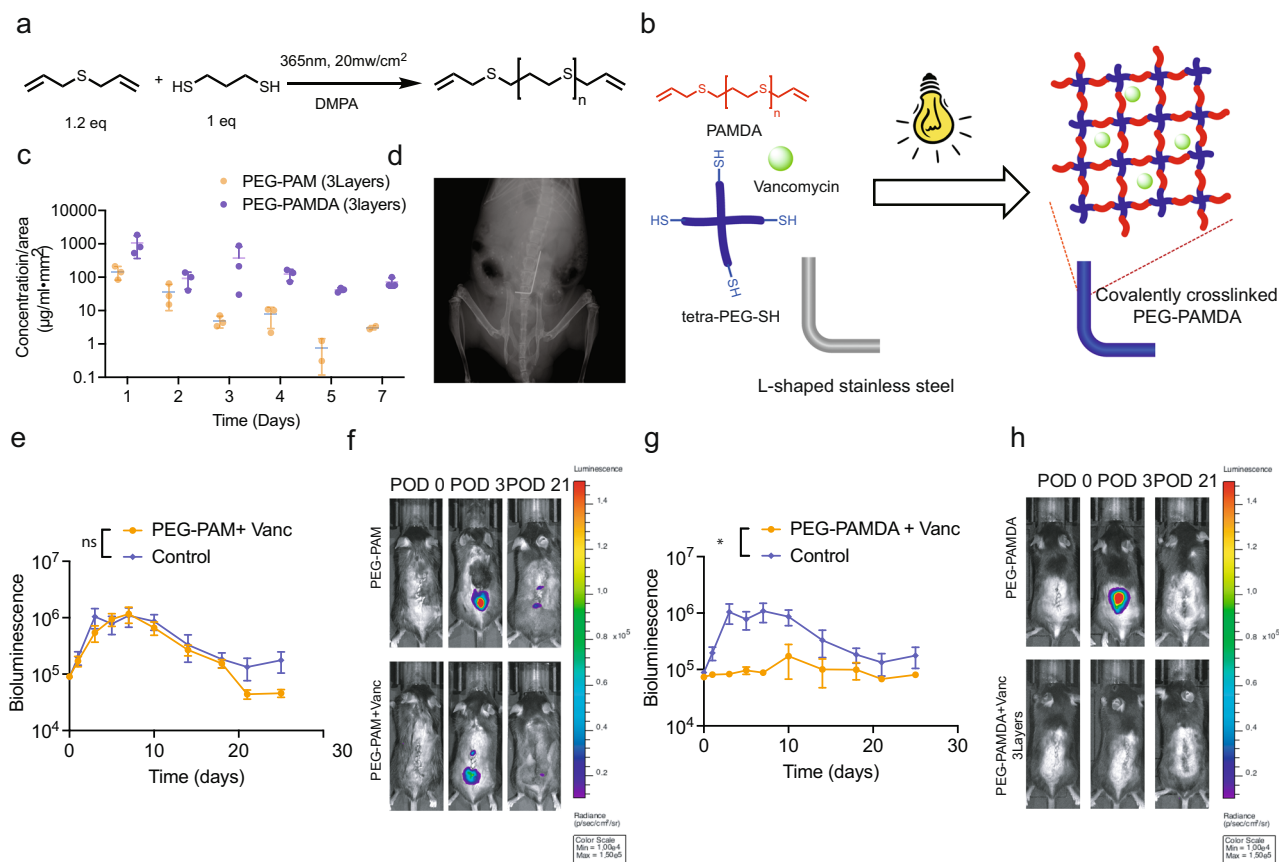 a
S
+
HS
SH
365nm, 20mw/cm²
DMPA
S
S
n
1.2 eq
1 eq
b
S
S
n
PAMDA
SH
HS
SH
SH
Vancomycin
tetra-PEG-SH
L-shaped stainless steel
Covalently crosslinked
PEG-PAMDA
c
PEG-PAM (3Layers)
PEG-PAMDA (3layers)
Concentratioin/area
(µg/ml•mm²)
10000
1000
100
10
1
0.1
1 2 3 4 5 7
Time (Days)
d
e
PEG-PAM+ Vanc
Control
ns
Bioluminescence
10⁷
10⁶
10⁵
10⁴
0 10 20 30
Time (days)
f
POD 0 POD 3 POD 21
PEG-PAM
PEG-PAM+Vanc
Luminescence
1,4
1,2
1,0
0.8
x10⁵
0,6
0,4
0.2
Radiance
(p/sec/cm²/sr)
Color Scale
Min = 1,00e4
Max = 1,50e5
g
PEG-PAMDA + Vanc
Control
*
Bioluminescence
10⁷
10⁶
10⁵
10⁴
0 10 20 30
Time (days)
h
POD 0 POD 3 POD 21
PEG-PAMDA
PEG-PAMDA+Vanc
3Layers
Luminescence
1,4
1,2
1,0
0.8
x10⁵
0,6
0,4
0.2
Radiance
(p/sec/cm²/sr)
Color Scale
Min = 1,00e4
Max = 1,50e5